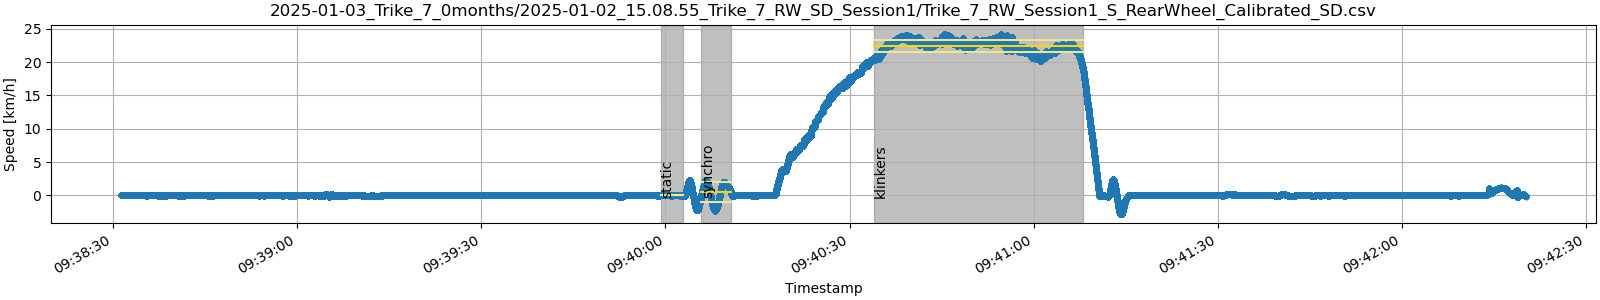 2025-01-03_Trike_7_0months/2025-01-02_15.08.55_Trike_7_RW_SD_Session1/Trike_7_RW_Session1_S_RearWheel_Calibrated_SD.csv
Speed [km/h]
25
20
15
10
5
0
static
synchro
klinkers
09:38:30
09:39:00
09:39:30
09:40:00
09:40:30
09:41:00
09:41:30
09:42:00
09:42:30
Timestamp